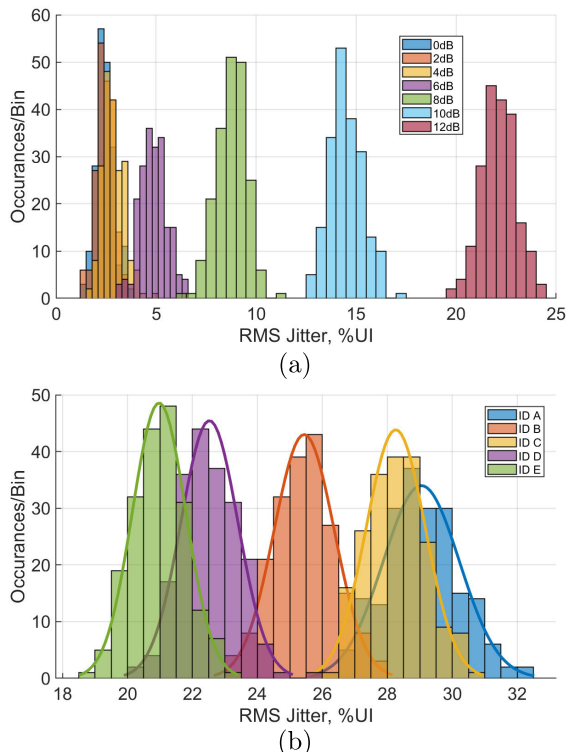 60
50
40
30
20
10
0
Occurances/Bin
0dB
2dB
4dB
6dB
8dB
10dB
12dB
0 5 10 15 20 25
RMS Jitter, %UI
(a)
50
40
30
20
10
0
Occurances/Bin
ID A
ID B
ID C
ID D
ID E
18 20 22 24 26 28 30 32
RMS Jitter, %UI
(b)